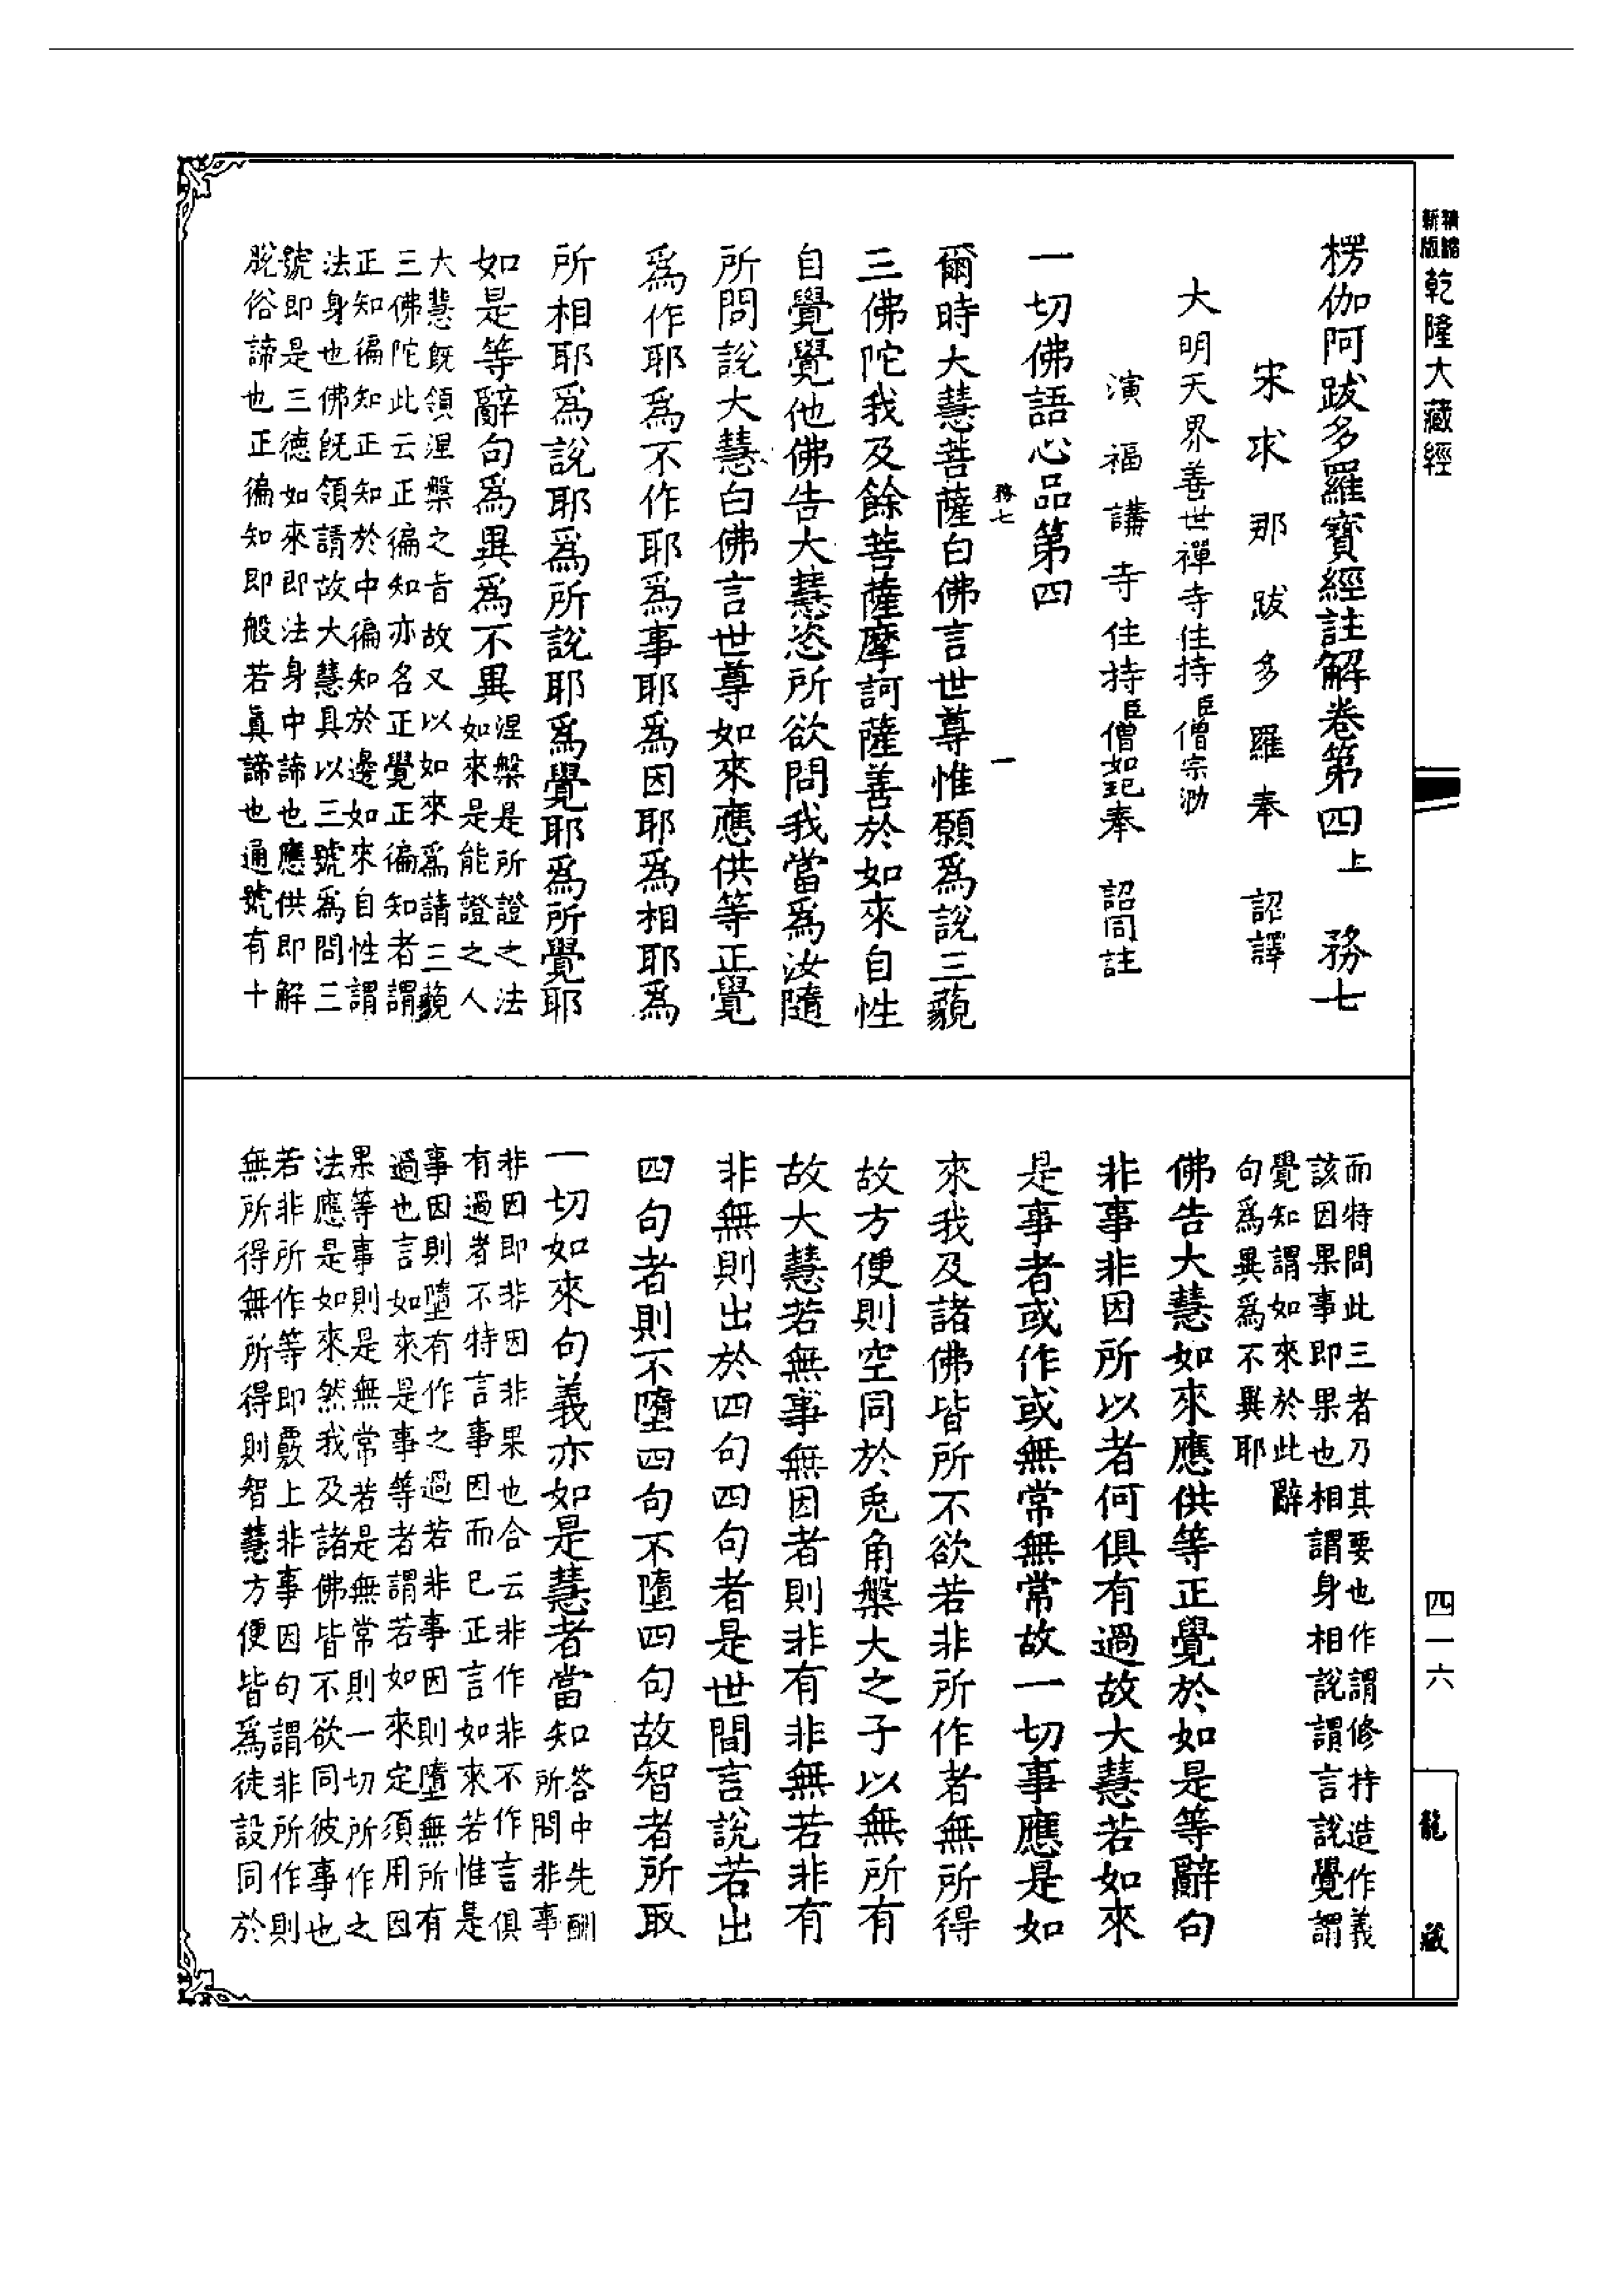 精縮
新版
乾隆大藏經
楞伽阿跋多羅寶經註解卷第四上　務七
宋求那跋多羅奉　詔譯
大明天界善世禪寺住持臣僧宗泐
演福講寺住持臣僧如玘奉　詔同註
一切佛語心品第四
務七　一
爾時大慧菩薩白佛言世尊惟願爲說三藐
三佛陀我及餘菩薩摩訶薩善於如來自性
自覺覺他佛告大慧恣所欲問我當爲汝隨
所問說大慧白佛言世尊如來應供等正覺
爲作耶爲不作耶爲事耶爲因耶爲相耶爲
所相耶爲說耶爲所說耶爲覺耶爲所覺耶
如是等辭句爲異爲不異
涅槃是所證之法
如來是能證之人
大慧既領涅槃之旨故又以如來爲請三藐
三佛陀此云正徧知亦名正覺正徧知者謂
正知徧知正知於中徧知於邊如來自性謂
法身也佛既領請故大慧具以三號爲問三
號即是三德如來即法身中諦也應供即解
脫俗諦也正徧知即般若真諦也通號有十
而特問此三者乃其要也作謂修持造作義
該因果事即果也相謂身相說謂言說覺謂
覺知謂如來於此辭
句爲異爲不異耶
佛告大慧如來應供等正覺於如是等辭句
非事非因所以者何俱有過故大慧若如來
是事者或作或無常無常故一切事應是如
來我及諸佛皆所不欲若非所作者無所得
故方便則空同於兎角槃大之子以無所有
故大慧若無事無因者則非有非無若非有
非無則出於四句四句者是世間言說若出
四句者則不墮四句不墮四句故智者所取
一切如來句義亦如是慧者當知
答中先酬
所問非事
非因即非因非果也合云非作非不作言俱
有過者不特言事因而已正言如來若惟是
事因則墮有作之過若非事因則墮無所有
過也言如來是事等者謂若如來定須用因
果等事則是無常若是無常則一切所作之
法應是如來然我及諸佛皆不欲同彼事也
若非所作等即覈上非事因句謂非所作則
無所得無所得則智慧方便皆爲徒設同於
四一六
龍藏